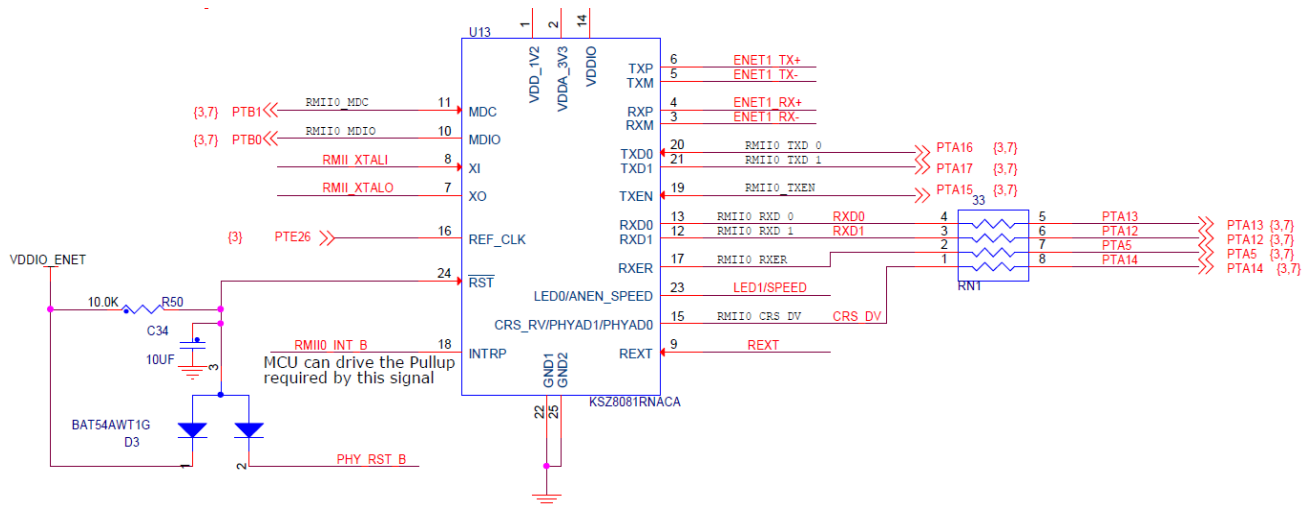 U13
1
2
14
VDD_1V2
VDDA_3V3
VDDIO
{3,7} PTB1 RMII0_MDC 11 MDC
{3,7} PTB0 RMII0_MDIO 10 MDIO
RMII_XTALI 8 XI
RMII_XTALO 7 XO
{3} PTE26 16 REF_CLK
VDDIO_ENET
24 RST
10.0K R50
C34
10UF
3
RMII0_INT_B 18 INTRP
MCU can drive the Pullup
required by this signal
BAT54AWT1G
D3
1
2
PHY_RST_B
TXP 6 ENET1_TX+
TXM 5 ENET1_TX-
RXP 4 ENET1_RX+
RXM 3 ENET1_RX-
TXD0 20 RMII0_TXD_0 PTA16 {3,7}
TXD1 21 RMII0_TXD_1 PTA17 {3,7}
TXEN 19 RMII0_TXEN PTA15 {3,7}
33
RXD0 13 RMII0_RXD_0 RXD0 4 5 PTA13 PTA13 {3,7}
RXD1 12 RMII0_RXD_1 RXD1 3 6 PTA12 PTA12 {3,7}
2 7 PTA5 PTA5 {3,7}
RXER 17 RMII0_RXER 1 8 PTA14 PTA14 {3,7}
RN1
LED0/ANEN_SPEED 23 LED1/SPEED
CRS_RV/PHYAD1/PHYAD0 15 RMII0_CRS_DV CRS_DV
REXT 9 REXT
GND1
GND2
22
25
KSZ8081RNACA